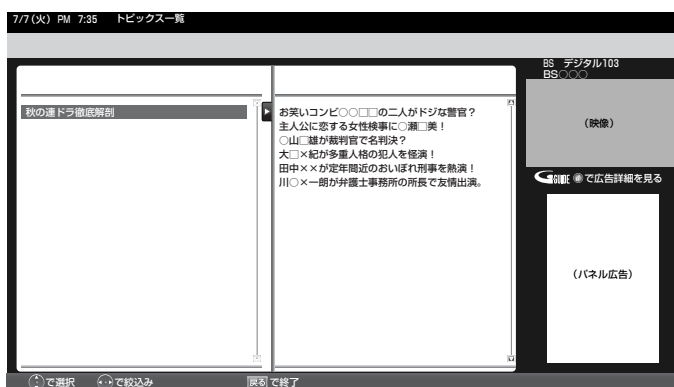 7/7(火) PM 7:35 トピックス一覧
BS デジタル103
BS○○○
秋の連ドラ徹底解剖
お笑いコンビ○○□□の二人がドジな警官？
主人公に恋する女性検事に○瀬□美！
○山□雄が裁判官で名判決？
大□×紀が多重人格の犯人を怪演！
田中××が定年間近のおいぼれ刑事を熱演！
川○×一朗が弁護士事務所の所長で友情出演。
（映像）
GGUIDE で広告詳細を見る
（パネル広告）
で選択 で絞込み 戻る で終了